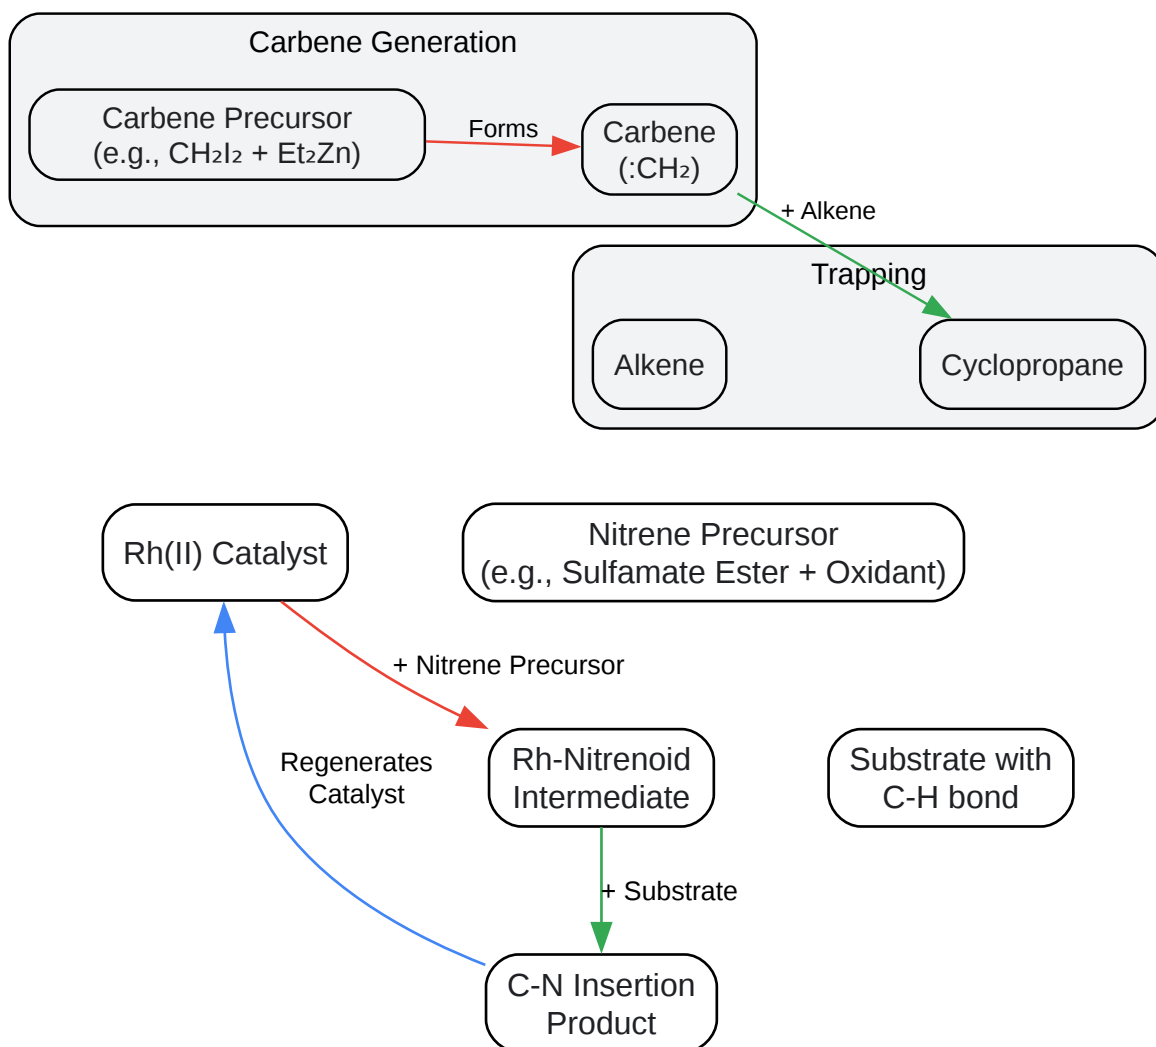 Carbene Generation
Carbene Precursor
(e.g., CH₂I₂ + Et₂Zn)
Forms
Carbene
(:CH₂)
+ Alkene
Trapping
Alkene
Cyclopropane
Rh(II) Catalyst
Nitrene Precursor
(e.g., Sulfamate Ester + Oxidant)
+ Nitrene Precursor
Regenerates
Catalyst
Rh-Nitrenoid
Intermediate
Substrate with
C-H bond
+ Substrate
C-N Insertion
Product